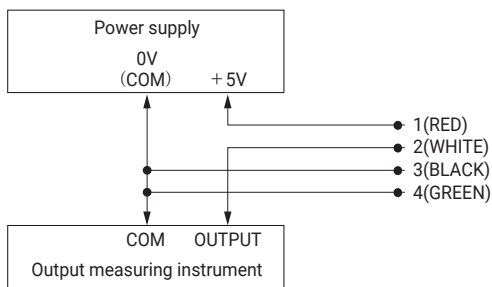 Power supply
0V
(COM) +5V
1(RED)
2(WHITE)
3(BLACK)
4(GREEN)
COM OUTPUT
Output measuring instrument